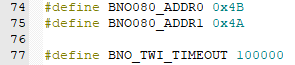 74 #define BNO080_ADDR0 0x4B
75 #define BNO080_ADDR1 0x4A
76
77 #define BNO_TWI_TIMEOUT 100000